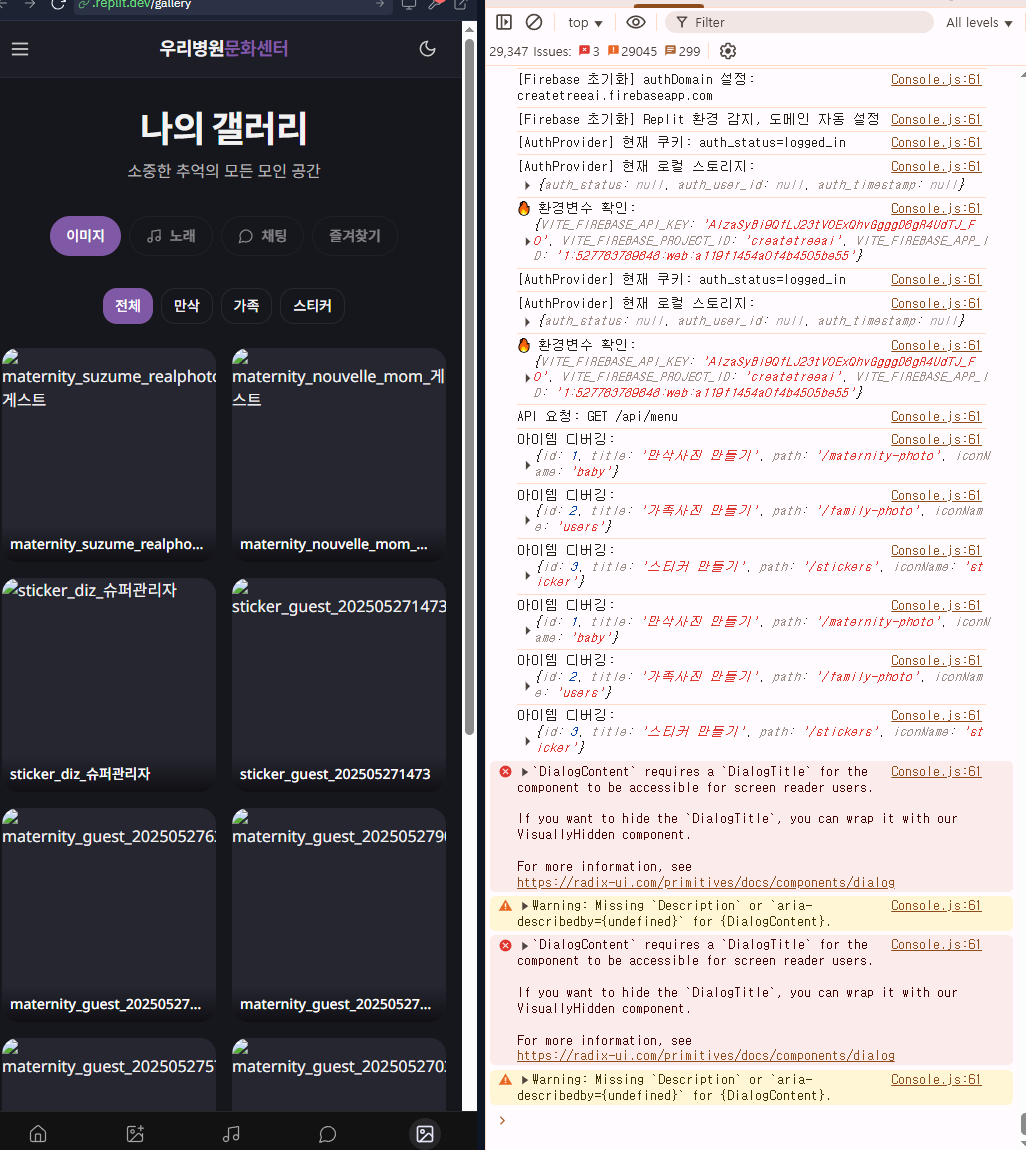 .replit.dev/gallery
우리병원문화센터
나의 갤러리
소중한 추억의 모든 모인 공간
이미지
노래
채팅
즐겨찾기
전체
만삭
가족
스티커
maternity_suzume_realphoto
게스트
maternity_suzume_realpho...
maternity_nouvelle_mom_게
스트
maternity_nouvelle_mom_...
sticker_diz_슈퍼관리자
sticker_diz_슈퍼관리자
sticker_guest_202505271473
sticker_guest_202505271473
maternity_guest_202505276
maternity_guest_20250527...
maternity_guest_202505279
maternity_guest_20250527...
maternity_guest_2025052757
maternity_guest_202505270
top
Filter
All levels
29,347 Issues: 3 29045 299
[Firebase 초기화] authDomain 설정: Console.js:61
createtreeai.firebaseapp.com
[Firebase 초기화] Replit 환경 감지, 도메인 자동 설정 Console.js:61
[AuthProvider] 현재 쿠키: auth_status=logged_in Console.js:61
[AuthProvider] 현재 로컬 스토리지: Console.js:61
{auth_status: null, auth_user_id: null, auth_timestamp: null}
🔥 환경변수 확인: Console.js:61
{VITE_FIREBASE_API_KEY:
O', VITE_FIREBASE_PROJECT_ID: 'createtreeai', VITE_FIREBASE_APP_I
D:
[AuthProvider] 현재 쿠키: auth_status=logged_in Console.js:61
[AuthProvider] 현재 로컬 스토리지: Console.js:61
{auth_status: null, auth_user_id: null, auth_timestamp: null}
🔥 환경변수 확인: Console.js:61
{VITE_FIREBASE_API_KEY:
O', VITE_FIREBASE_PROJECT_ID: 'createtreeai', VITE_FIREBASE_APP_I
D:
API 요청: GET /api/menu Console.js:61
아이템 디버깅: Console.js:61
{id: 1, title: '만삭사진 만들기', path: '/maternity-photo', iconN
ame: 'baby'}
아이템 디버깅: Console.js:61
{id: 2, title: '가족사진 만들기', path: '/family-photo', iconNam
e: 'users'}
아이템 디버깅: Console.js:61
{id: 3, title: '스티커 만들기', path: '/stickers', iconName: 'st
icker'}
아이템 디버깅: Console.js:61
{id: 1, title: '만삭사진 만들기', path: '/maternity-photo', iconN
ame: 'baby'}
아이템 디버깅: Console.js:61
{id: 2, title: '가족사진 만들기', path: '/family-photo', iconNam
e: 'users'}
아이템 디버깅: Console.js:61
{id: 3, title: '스티커 만들기', path: '/stickers', iconName: 'st
icker'}
`DialogContent` requires a `DialogTitle` for the Console.js:61
component to be accessible for screen reader users.
If you want to hide the `DialogTitle`, you can wrap it with our
VisuallyHidden component.
For more information, see
https://radix-ui.com/primitives/docs/components/dialog
Warning: Missing `Description` or `aria- Console.js:61
describedby={undefined}` for {DialogContent}.
`DialogContent` requires a `DialogTitle` for the Console.js:61
component to be accessible for screen reader users.
If you want to hide the `DialogTitle`, you can wrap it with our
VisuallyHidden component.
For more information, see
https://radix-ui.com/primitives/docs/components/dialog
Warning: Missing `Description` or `aria- Console.js:61
describedby={undefined}` for {DialogContent}.